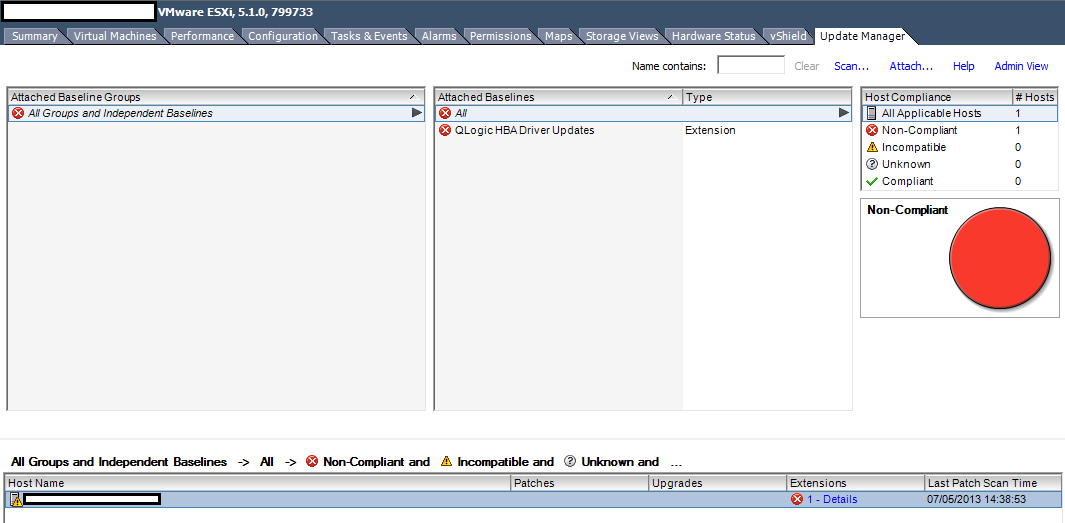 VMware ESXi, 5.1.0, 799733
Summary Virtual Machines Performance Configuration Tasks & Events Alarms Permissions Maps Storage Views Hardware Status vShield Update Manager
Name contains: Clear Scan... Attach... Help Admin View
Attached Baseline Groups
All Groups and Independent Baselines
Attached Baselines Type
All
QLogic HBA Driver Updates Extension
Host Compliance # Hosts
All Applicable Hosts 1
Non-Compliant 1
Incompatible 0
Unknown 0
Compliant 0
Non-Compliant
All Groups and Independent Baselines -> All -> Non-Compliant and Incompatible and Unknown and ...
Host Name Patches Upgrades Extensions Last Patch Scan Time
1 - Details 07/05/2013 14:38:53